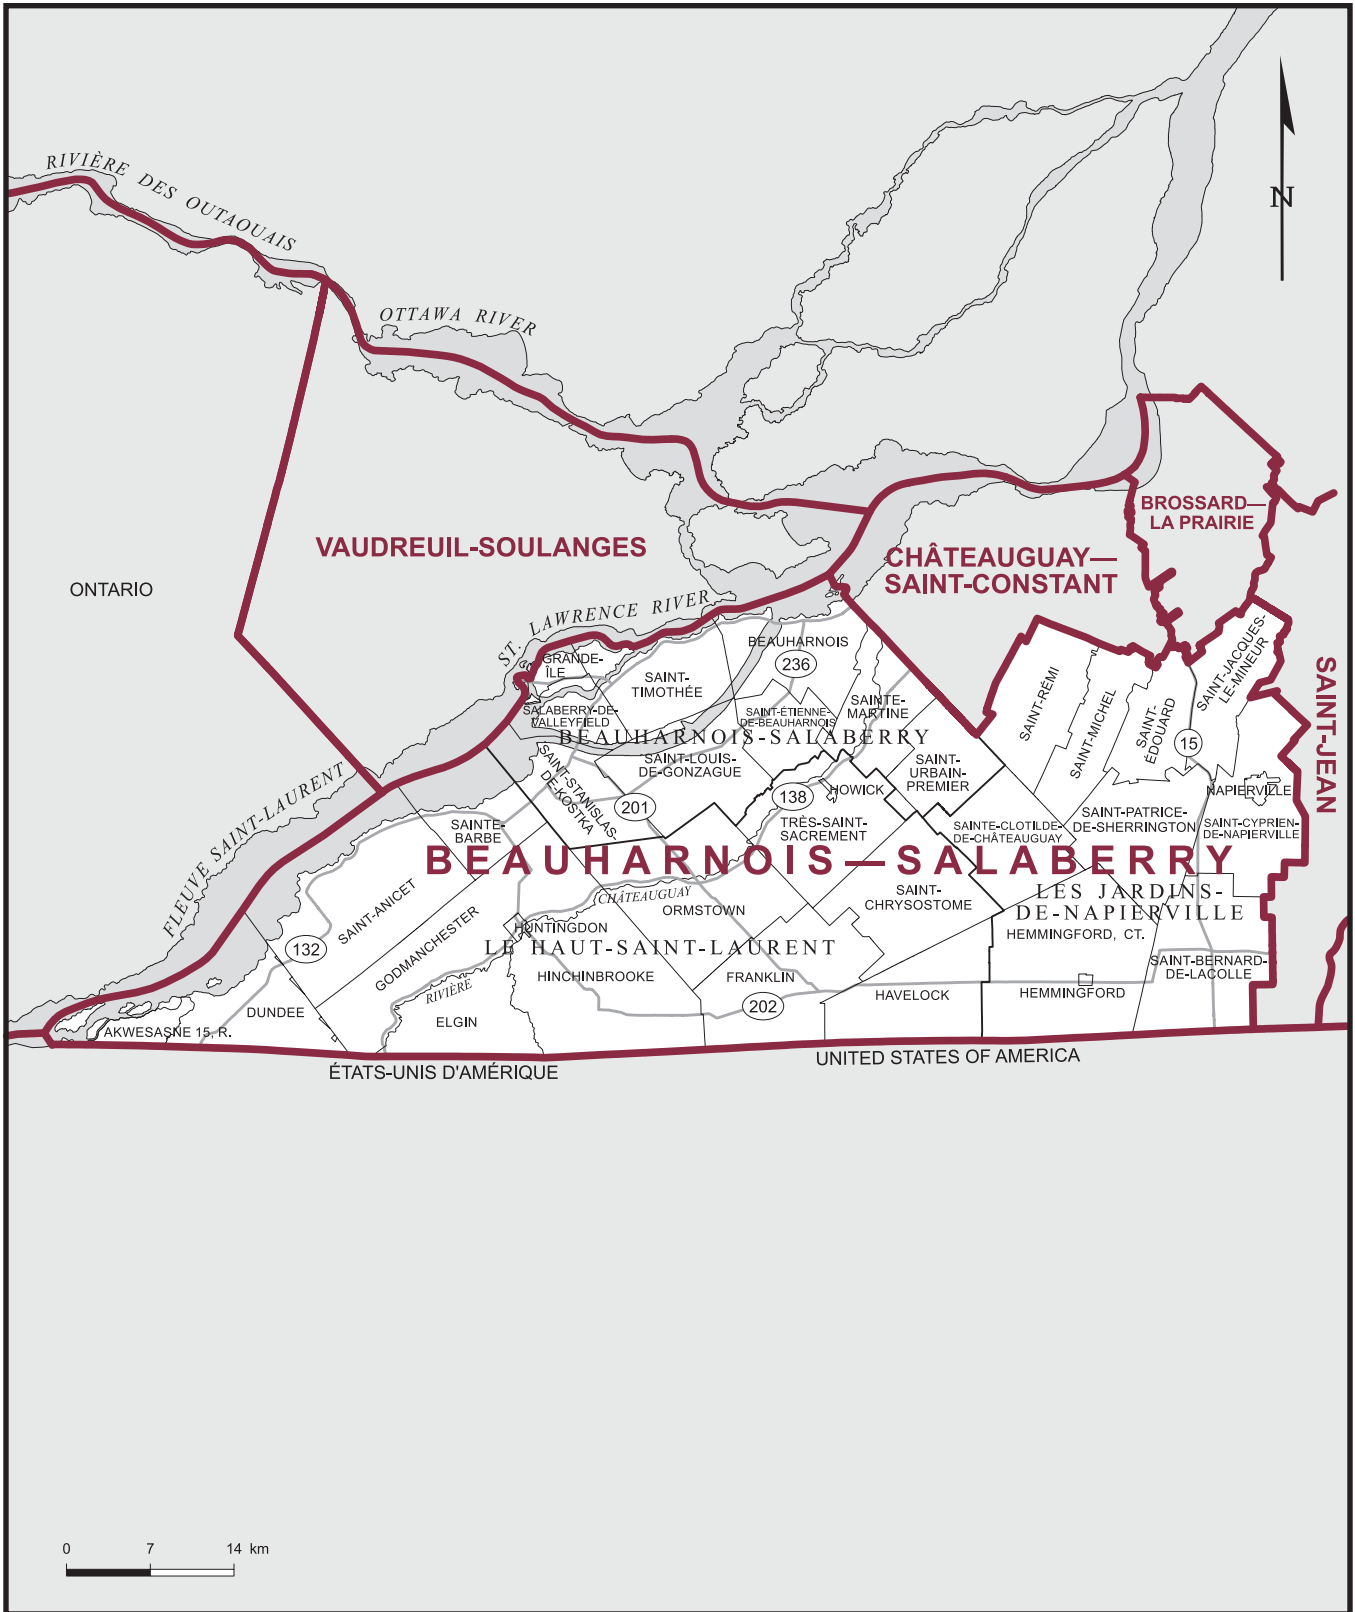 RIVIÈRE DES OUTAOUAIS
N
OTTAWA RIVER
BROSSARD—
LA PRAIRIE
VAUDREUIL-SOULANGES
CHÂTEAUGUAY—
SAINT-CONSTANT
ONTARIO
ST. LAWRENCE RIVER
BEAUHARNOIS
236
GRANDE-
ÎLE
SAINT-
TIMOTHÉE
SAINT-JACQUES-
LE-MINEUR
SAINT-JEAN
SAINT-RÉMI
SAINT-MICHEL
SAINT-
ÉDOUARD
15
SALABERRY-DE-
VALLEYFIELD
SAINT-ÉTIENNE-
DE-BEAUHARNOIS
SAINTE-
MARTINE
BEAUHARNOIS-SALABERRY
SAINT-STANISLAS-
DE-KOSTKA
SAINT-LOUIS-
DE-GONZAGUE
SAINT-
URBAIN-
PREMIER
HOWICK
138
201
NAPIERVILLE
FLEUVE SAINT-LAURENT
SAINTE-
BARBE
TRÈS-SAINT-
SACREMENT
SAINTE-CLOTILDE-
DE-CHÂTEAUGUAY
SAINT-PATRICE-
DE-SHERRINGTON
SAINT-CYPRIEN-
DE-NAPIERVILLE
BEAUHARNOIS—SALABERRY
CHÂTEAUGUAY
SAINT-
CHRYSOSTOME
LES JARDINS-
DE-NAPIERVILLE
SAINT-ANICET
ORMSTOWN
GODMANCHESTER
HUNTINGDON
HEMMINGFORD, CT.
132
LE HAUT-SAINT-LAURENT
SAINT-BERNARD-
DE-LACOLLE
HINCHINBROOKE
FRANKLIN
RIVIÈRE
HAVELOCK
HEMMINGFORD
202
DUNDEE
ELGIN
AKWESASNE 15, R.
UNITED STATES OF AMERICA
ÉTATS-UNIS D'AMÉRIQUE
0 7 14 km